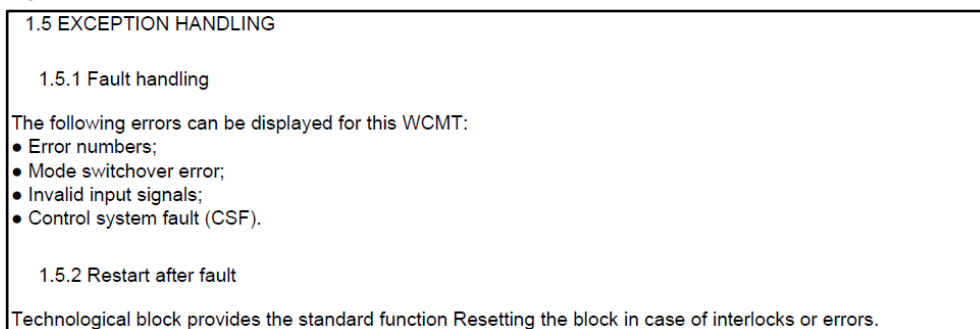 1.5 EXCEPTION HANDLING
1.5.1 Fault handling
The following errors can be displayed for this WCMT:
● Error numbers;
● Mode switchover error;
● Invalid input signals;
● Control system fault (CSF).
1.5.2 Restart after fault
Technological block provides the standard function Resetting the block in case of interlocks or errors.